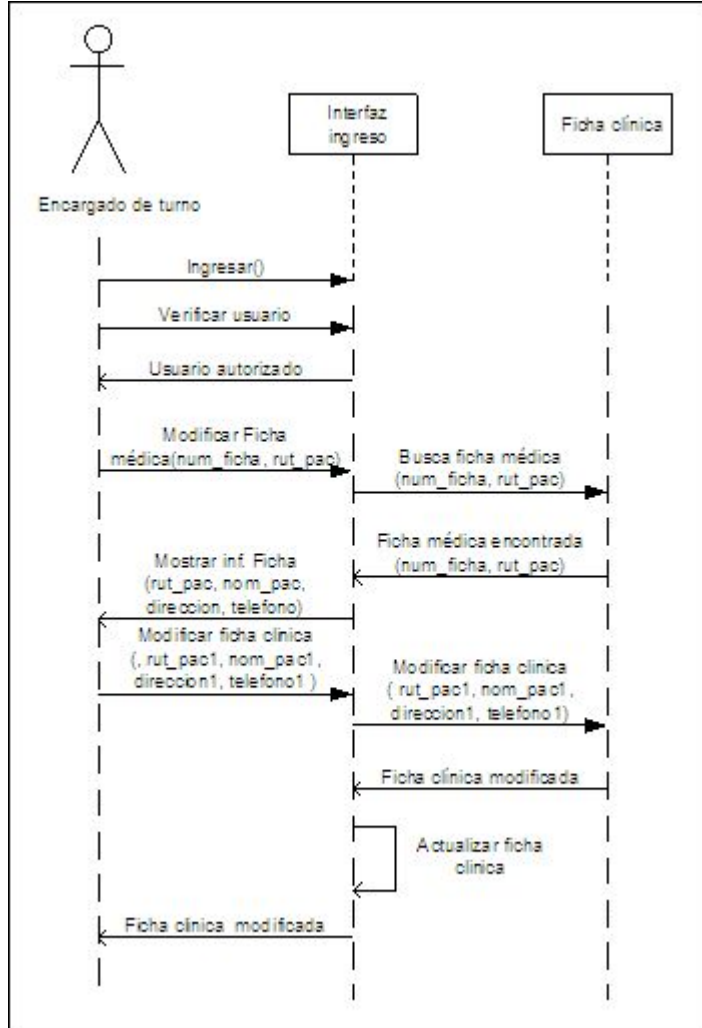 Interfaz
ingreso
Ficha clínica
Encargado de turno
Ingresar()
Verificar usuario
Usuario autorizado
Modificar Ficha
médica(num_ficha, rut_pac)
Busca ficha médica
(num_ficha, rut_pac)
Ficha médica encontrada
(num_ficha, rut_pac)
Mostrar inf. Ficha
(rut_pac, nom_pac,
direccion, telefono)
Modificar ficha clinica
(, rut_pac1, nom_pac1,
direccion1, telefono1 )
Modificar ficha clinica
( rut_pac1, nom_pac1,
direccion1, telefono1)
Ficha clínica modificada
Actualizar ficha
clinica
Ficha clinica modificada